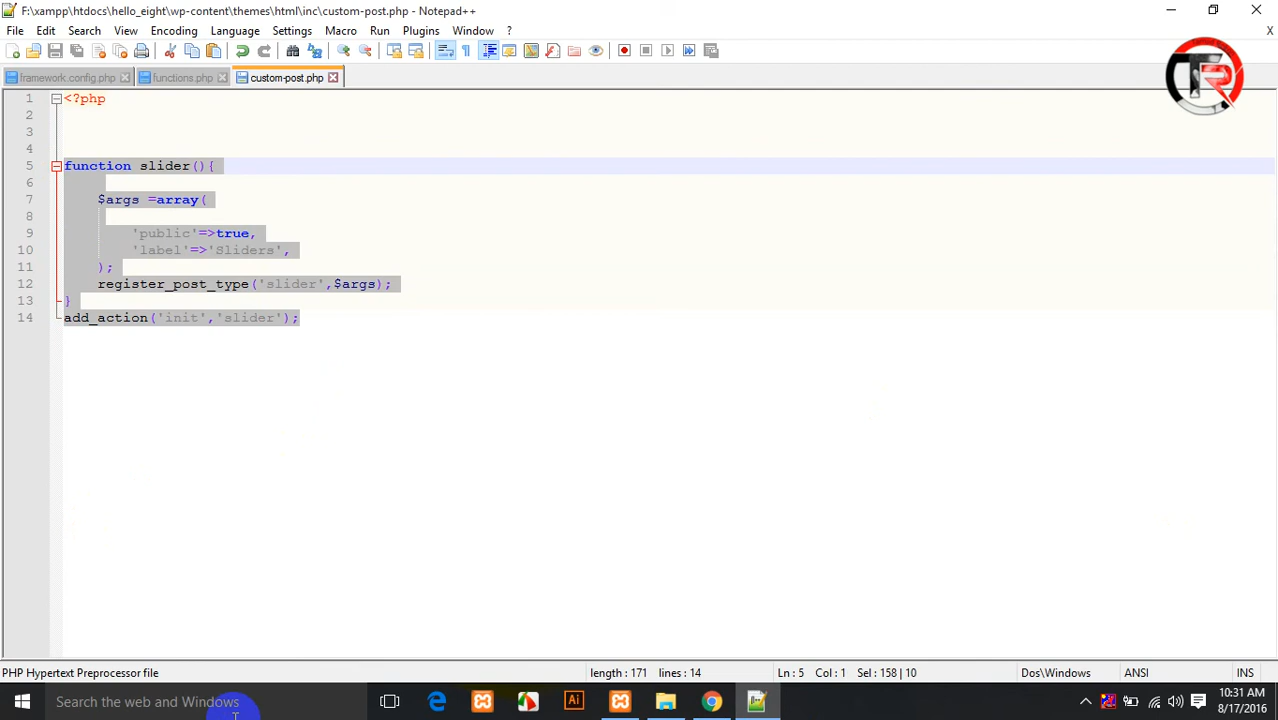 F:\xampp\htdocs\hello_eight\wp-content\themes\html\inc\custom-post.php - Notepad++
File Edit Search View Encoding Language Settings Macro Run Plugins Window ?
framework.config.php functions.php custom-post.php
TR
1 <?php
2
3
4
5 function slider(){
6
7 $args =array(
8
9 'public'=>true,
10 'label'=>'Sliders',
11 );
12 register_post_type('slider',$args);
13 }
14 add_action('init','slider');
PHP Hypertext Preprocessor file length : 171 lines : 14 Ln : 5 Col : 1 Sel : 158 | 10 Dos\Windows ANSI INS
Search the web and Windows
Ai
10:31 AM
8/17/2016